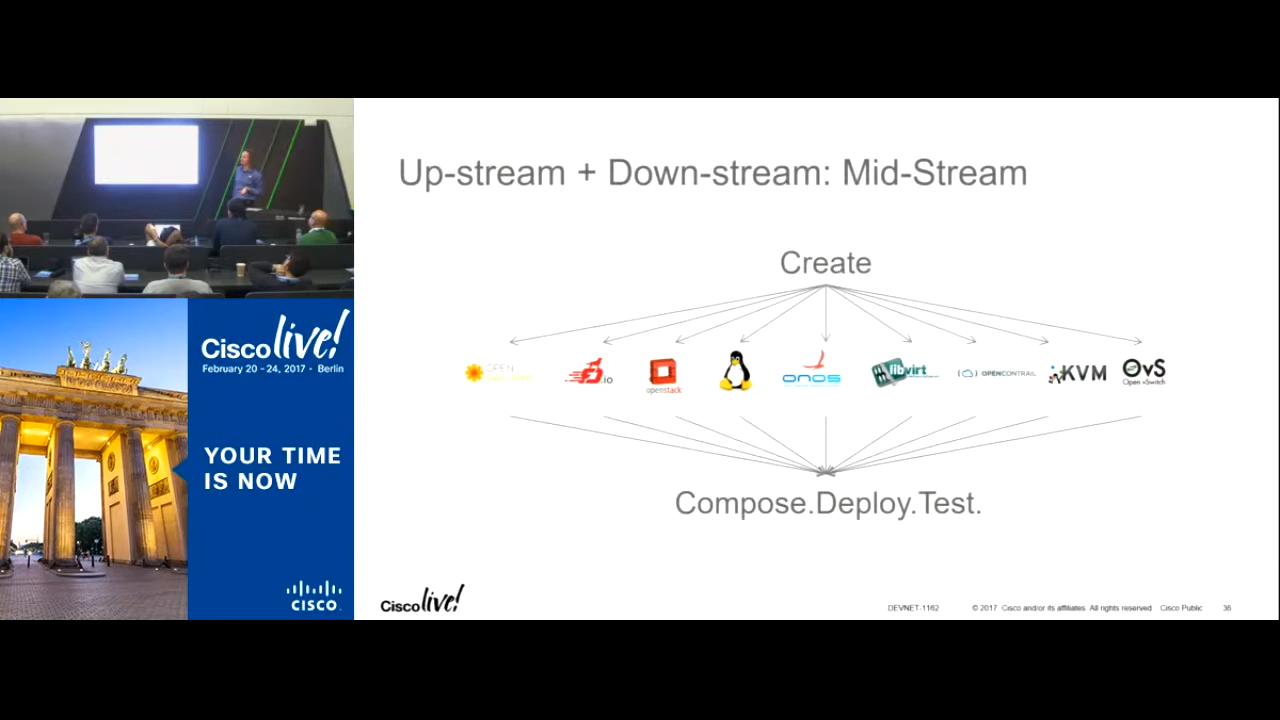 Up-stream + Down-stream: Mid-Stream
Create
OPEN
.io
openstack
onos
libvirt
OPENCONTRAIL
KVM
OVS
Open vSwitch
Compose.Deploy.Test.
Cisco live!
February 20 - 24, 2017 · Berlin
YOUR TIME
IS NOW
CISCO
Cisco live!
DEVNET-1162 © 2017 Cisco and/or its affiliates. All rights reserved Cisco Public 36